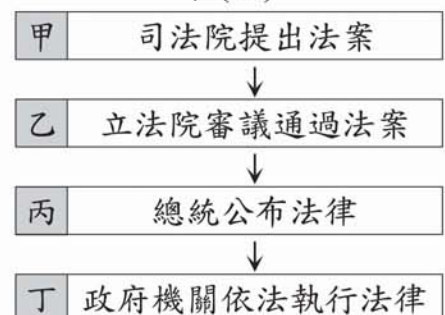 甲 司法院提出法案
↓
乙 立法院審議通過法案
↓
丙 總統公布法律
↓
丁 政府機關依法執行法律